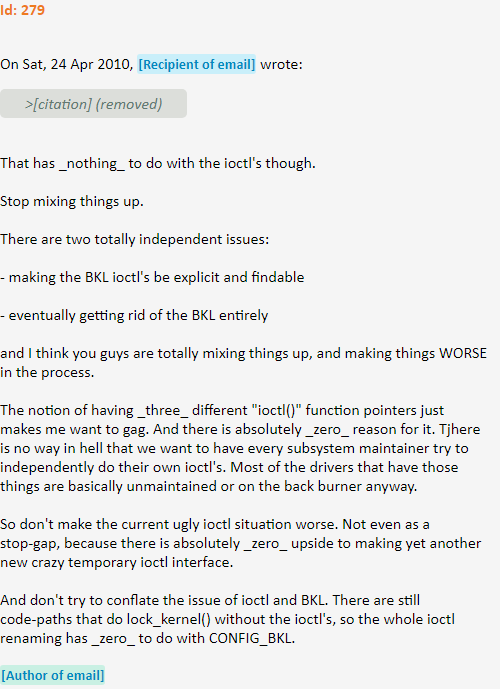 Id: 279
On Sat, 24 Apr 2010, [Recipient of email] wrote:
>[citation] (removed)
That has _nothing_ to do with the ioctl's though.
Stop mixing things up.
There are two totally independent issues:
- making the BKL ioctl's be explicit and findable
- eventually getting rid of the BKL entirely
and I think you guys are totally mixing things up, and making things WORSE
in the process.
The notion of having _three_ different "ioctl()" function pointers just
makes me want to gag. And there is absolutely _zero_ reason for it. Tjhere
is no way in hell that we want to have every subsystem maintainer try to
independently do their own ioctl's. Most of the drivers that have those
things are basically unmaintained or on the back burner anyway.
So don't make the current ugly ioctl situation worse. Not even as a
stop-gap, because there is absolutely _zero_ upside to making yet another
new crazy temporary ioctl interface.
And don't try to conflate the issue of ioctl and BKL. There are still
code-paths that do lock_kernel() without the ioctl's, so the whole ioctl
renaming has _zero_ to do with CONFIG_BKL.
[Author of email]